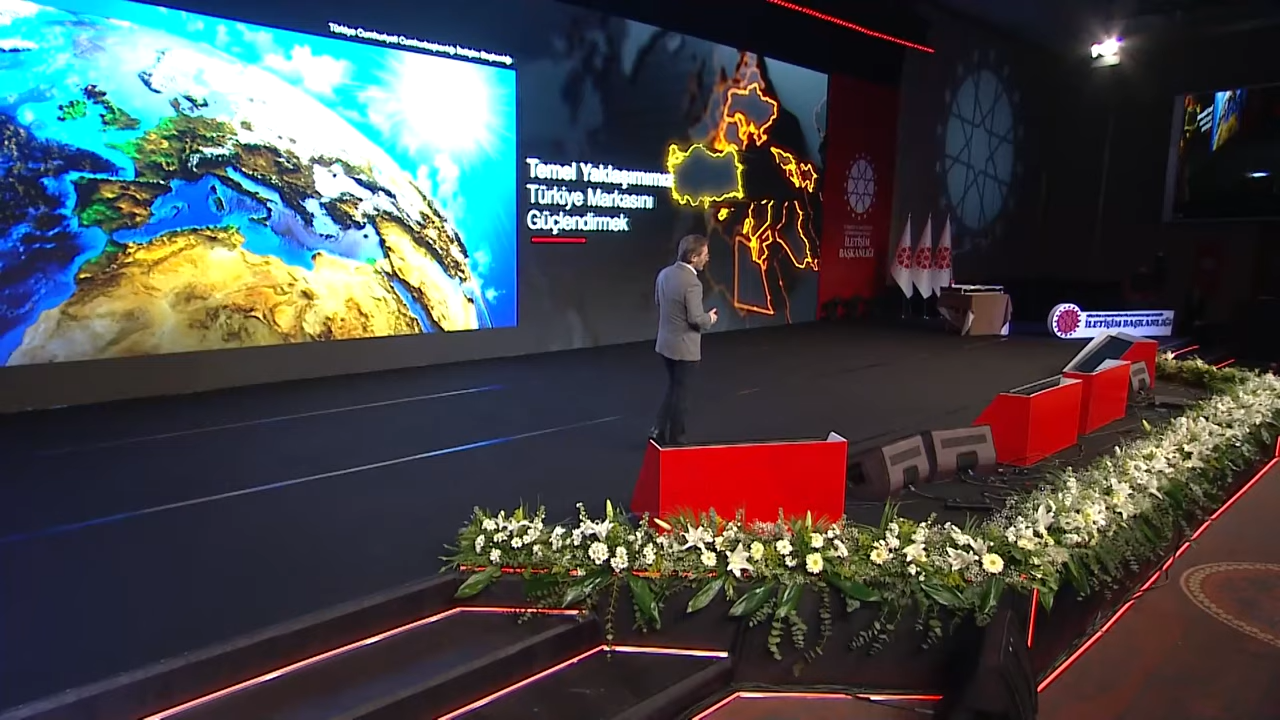 Türkiye Cumhuriyeti Cumhurbaşkanlığı İletişim Başkanlığı
Temel Yaklaşımımız
Türkiye Markasını
Güçlendirmek
İLETİŞİM
BAŞKANLIĞI
İLETİŞİM BAŞKANLIĞI